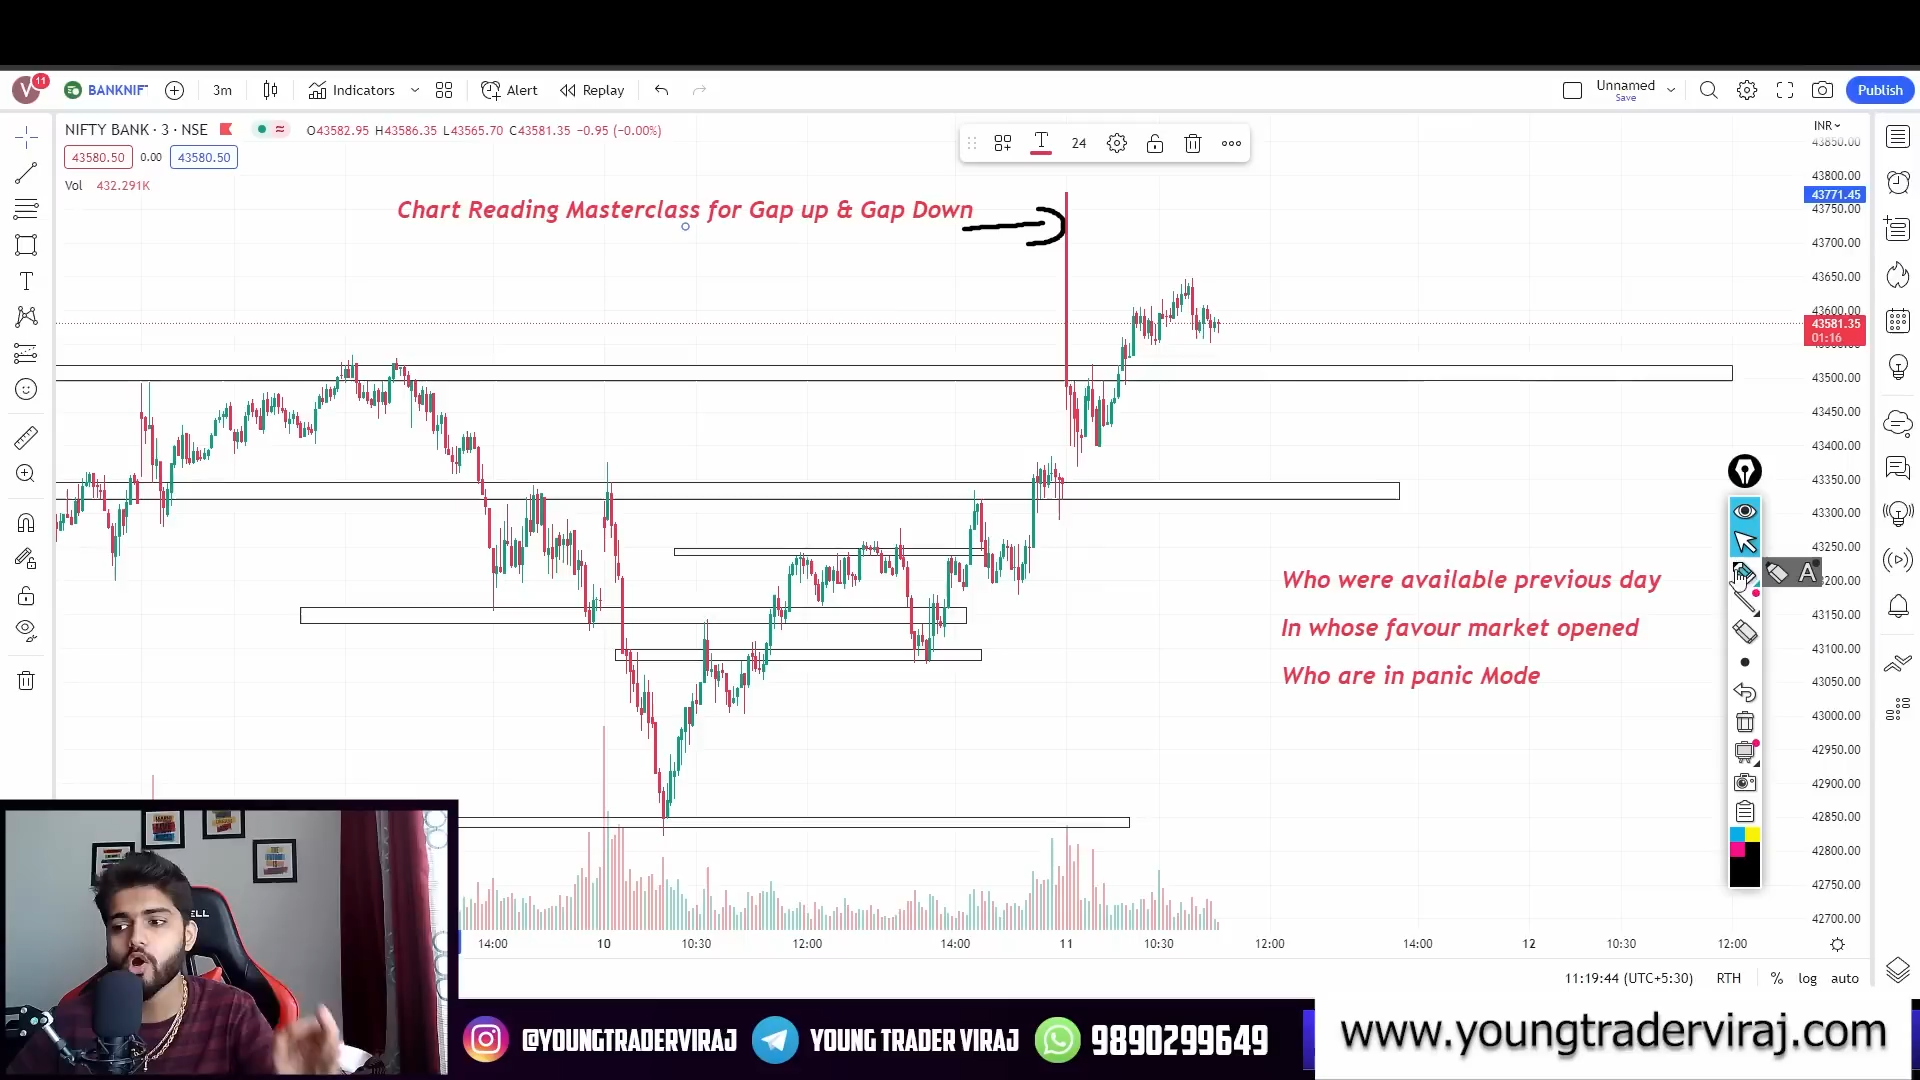 V 11 BANKNIF 3m Indicators Alert Replay Unnamed Save Publish
NIFTY BANK · 3 · NSE O43582.95 H43586.35 L43565.70 C43581.35 −0.95 (−0.00%)
INR
43580.50 0.00 43580.50
Vol 432.291K
24
Chart Reading Masterclass for Gap up & Gap Down
43850.00
43800.00
43771.45
43750.00
43700.00
43650.00
43600.00
43581.35
01:16
43500.00
43450.00
43400.00
43350.00
43300.00
43250.00
43200.00
43150.00
43100.00
43050.00
43000.00
42950.00
42900.00
42850.00
42800.00
42750.00
42700.00
Who were available previous day
In whose favour market opened
Who are in panic Mode
A
14:00 10 10:30 12:00 14:00 11 10:30 12:00 14:00 12 10:30 12:00
11:19:44 (UTC+5:30) RTH % log auto
@YOUNGTRADERVIRAJ YOUNG TRADER VIRAJ 9890299649
www.youngtraderviraj.com